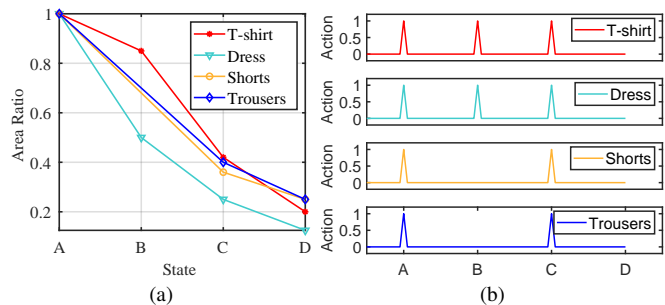 1
0.8
0.6
0.4
0.2
Area Ratio
A B C D
State
T-shirt
Dress
Shorts
Trousers
(a)
Action
1
0.5
0
T-shirt
Action
1
0.5
0
Dress
Action
1
0.5
0
Shorts
Action
1
0.5
0
Trousers
A B C D
(b)